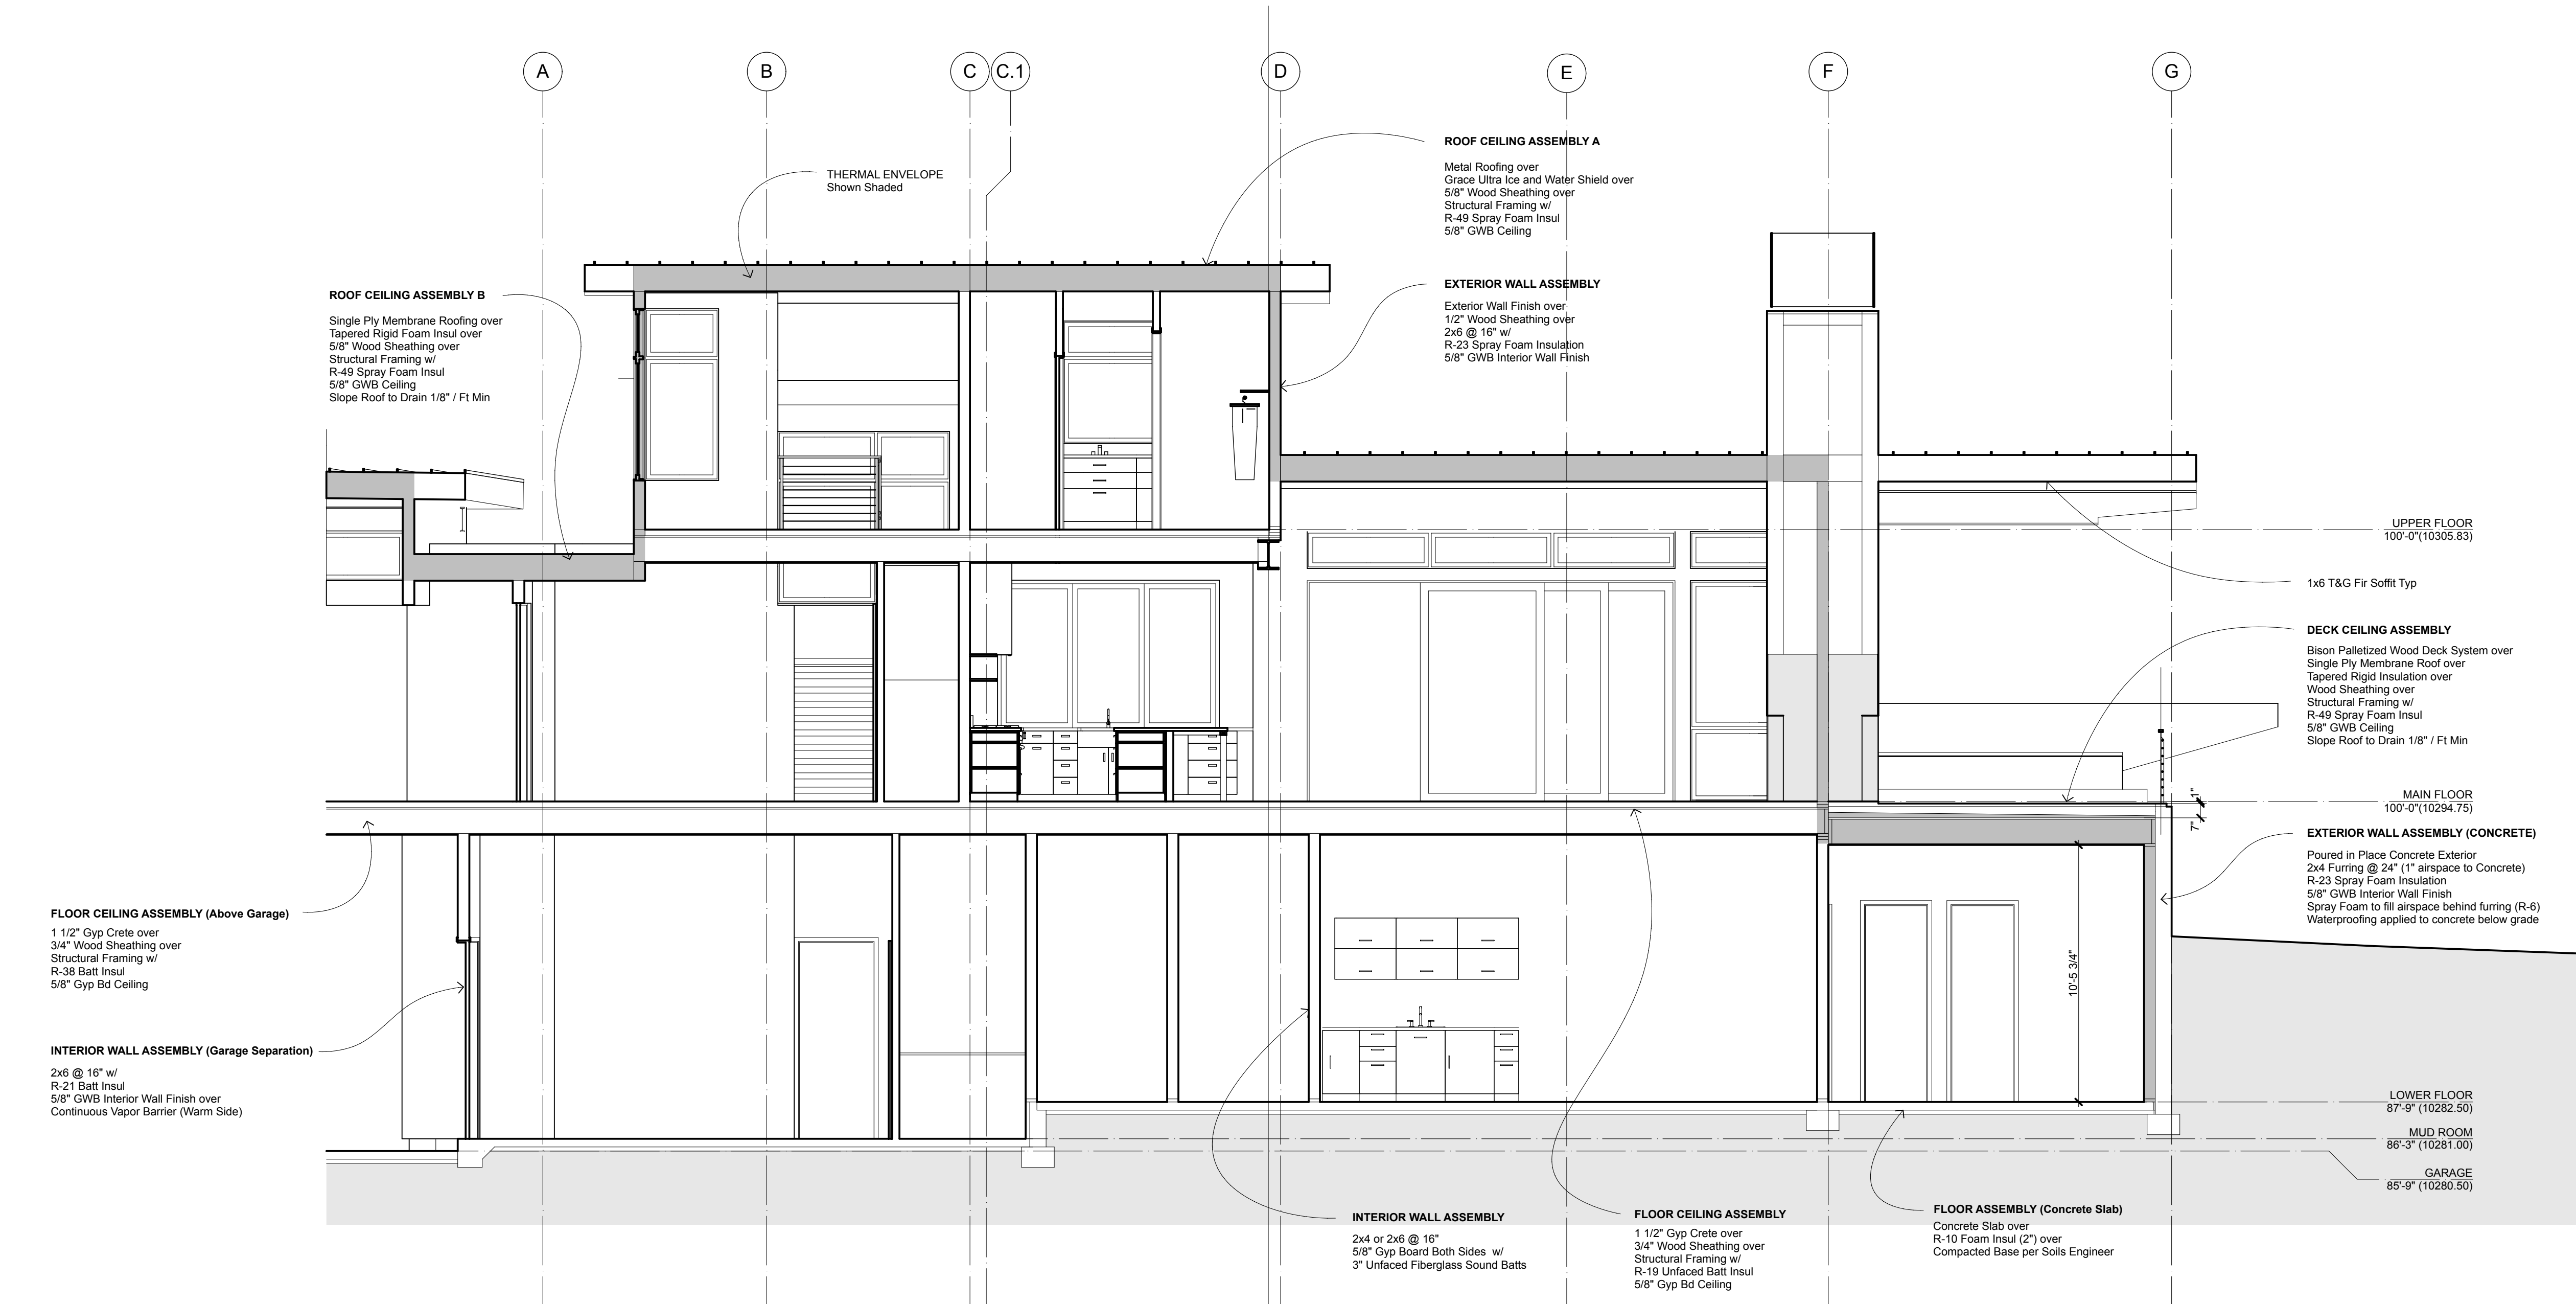 A
B
C
C.1
D
E
F
G
THERMAL ENVELOPE
Shown Shaded
ROOF CEILING ASSEMBLY A
Metal Roofing over
Grace Ultra Ice and Water Shield over
5/8" Wood Sheathing over
Structural Framing w/
R-49 Spray Foam Insul
5/8" GWB Ceiling
ROOF CEILING ASSEMBLY B
Single Ply Membrane Roofing over
Tapered Rigid Foam Insul over
5/8" Wood Sheathing over
Structural Framing w/
R-49 Spray Foam Insul
5/8" GWB Ceiling
Slope Roof to Drain 1/8" / Ft Min
EXTERIOR WALL ASSEMBLY
Exterior Wall Finish over
1/2" Wood Sheathing over
2x6 @ 16" w/
R-23 Spray Foam Insulation
5/8" GWB Interior Wall Finish
UPPER FLOOR
100'-0"(10305.83)
1x6 T&G Fir Soffit Typ
DECK CEILING ASSEMBLY
Bison Palletized Wood Deck System over
Single Ply Membrane Roof over
Tapered Rigid Insulation over
Wood Sheathing over
Structural Framing w/
R-49 Spray Foam Insul
5/8" GWB Ceiling
Slope Roof to Drain 1/8" / Ft Min
1"
7"
MAIN FLOOR
100'-0"(10294.75)
EXTERIOR WALL ASSEMBLY (CONCRETE)
Poured in Place Concrete Exterior
2x4 Furring @ 24" (1" airspace to Concrete)
R-23 Spray Foam Insulation
5/8" GWB Interior Wall Finish
Spray Foam to fill airspace behind furring (R-6)
Waterproofing applied to concrete below grade
10'-5 3/4"
FLOOR CEILING ASSEMBLY (Above Garage)
1 1/2" Gyp Crete over
3/4" Wood Sheathing over
Structural Framing w/
R-38 Batt Insul
5/8" Gyp Bd Ceiling
INTERIOR WALL ASSEMBLY (Garage Separation)
2x6 @ 16" w/
R-21 Batt Insul
5/8" GWB Interior Wall Finish over
Continuous Vapor Barrier (Warm Side)
LOWER FLOOR
87'-9" (10282.50)
MUD ROOM
86'-3" (10281.00)
GARAGE
85'-9" (10280.50)
INTERIOR WALL ASSEMBLY
2x4 or 2x6 @ 16"
5/8" Gyp Board Both Sides w/
3" Unfaced Fiberglass Sound Batts
FLOOR CEILING ASSEMBLY
1 1/2" Gyp Crete over
3/4" Wood Sheathing over
Structural Framing w/
R-19 Unfaced Batt Insul
5/8" Gyp Bd Ceiling
FLOOR ASSEMBLY (Concrete Slab)
Concrete Slab over
R-10 Foam Insul (2") over
Compacted Base per Soils Engineer